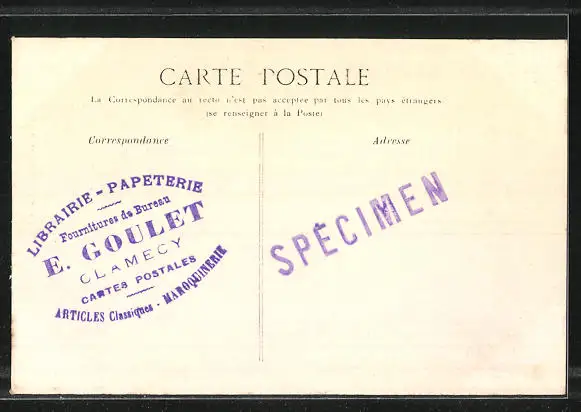 CARTE POSTALE
La Correspondance au recto n'est pas acceptée par tous les pays étrangers
(se renseigner à la Poste)
Correspondance
Adresse
LIBRAIRIE - PAPETERIE
Fournitures de Bureau
E. GOULET
CLAMECY
CARTES POSTALES
ARTICLES Classiques - MAROQUINERIE
SPÉCIMEN